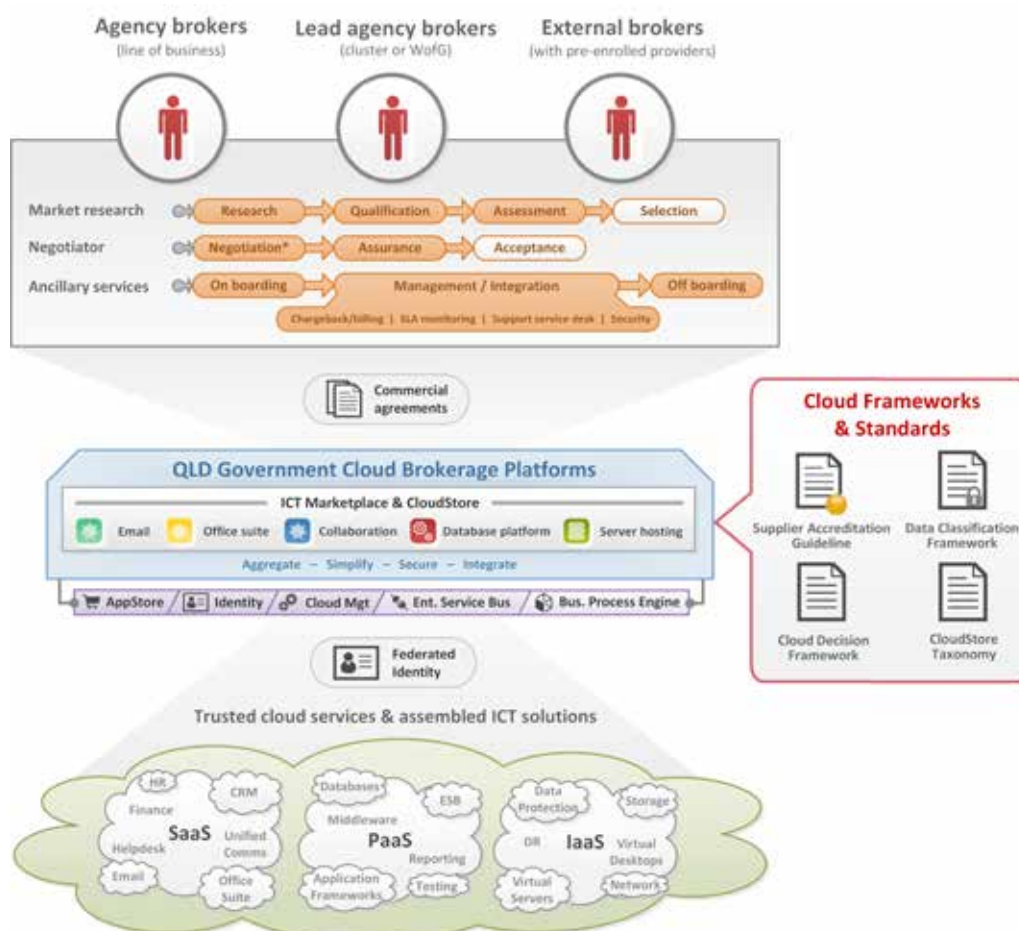 Agency brokers
(line of business)
Lead agency brokers
(cluster or WofG)
External brokers
(with pre-enrolled providers)
Market research
Research
Qualification
Assessment
Selection
Negotiator
Negotiation*
Assurance
Acceptance
Ancillary services
On boarding
Management / Integration
Off boarding
Chargeback/billing | SLA monitoring | Support service desk | Security
Commercial
agreements
Cloud Frameworks
& Standards
Supplier Accreditation
Guideline
Data Classification
Framework
Cloud Decision
Framework
CloudStore
Taxonomy
QLD Government Cloud Brokerage Platforms
ICT Marketplace & CloudStore
Email
Office suite
Collaboration
Database platform
Server hosting
Aggregate – Simplify – Secure – Integrate
AppStore
Identity
Cloud Mgt
Ent. Service Bus
Bus. Process Engine
Federated
Identity
Trusted cloud services & assembled ICT solutions
HR
CRM
Finance
SaaS
Unified
Comms
Helpdesk
Email
Office
Suite
Databases
ESB
Middleware
PaaS
Reporting
Application
Frameworks
Testing
Data
Protection
Storage
DR
IaaS
Virtual
Desktops
Virtual
Servers
Network